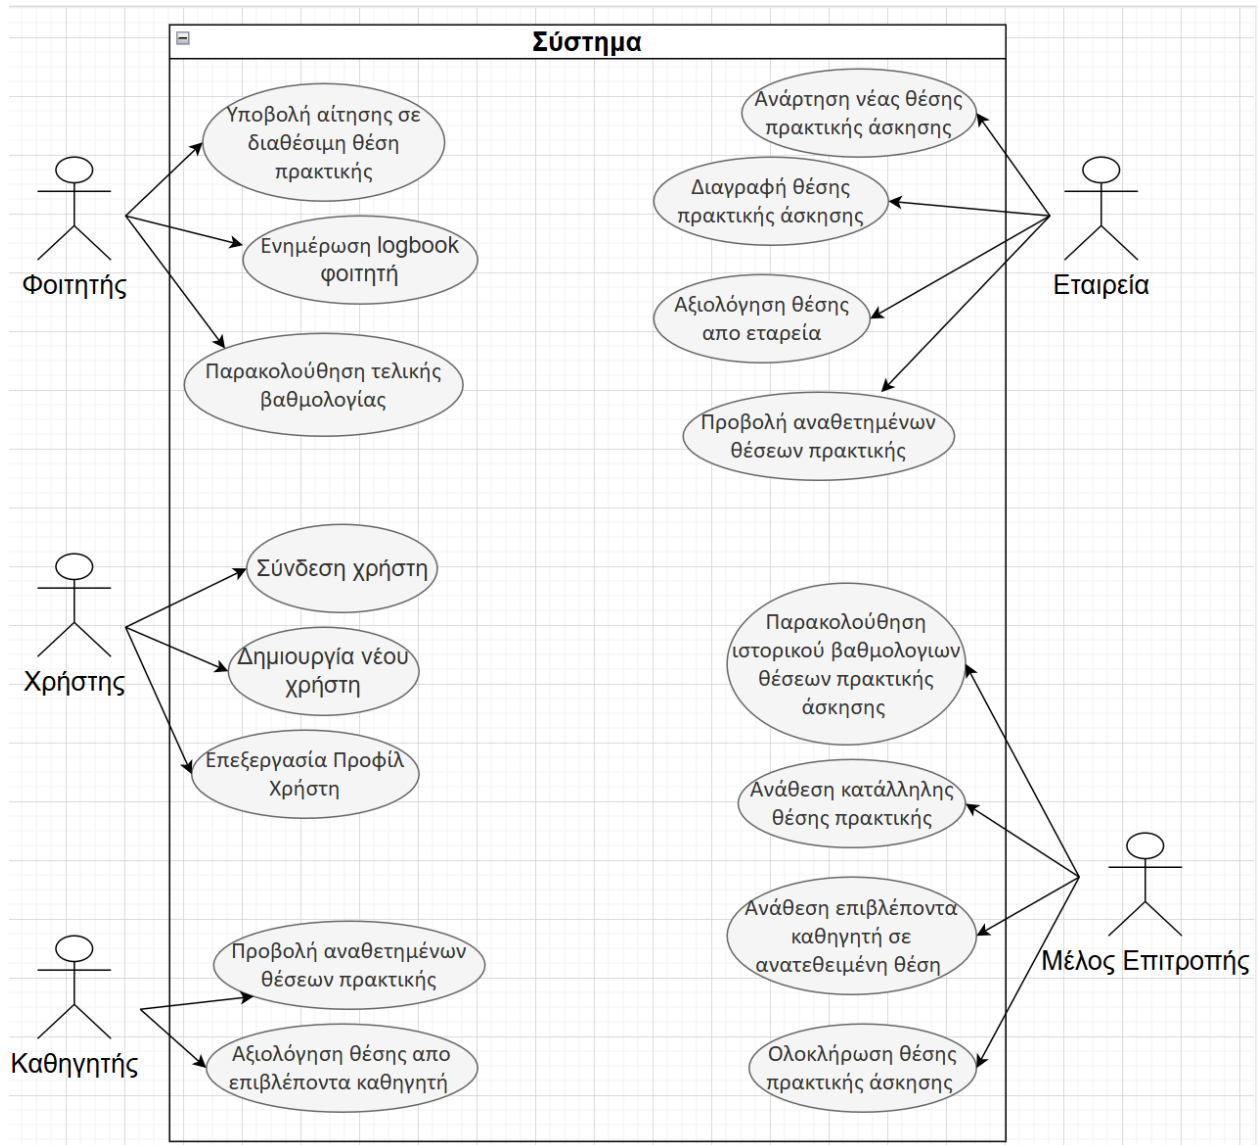 Σύστημα
Υποβολή αίτησης σε
διαθέσιμη θέση
πρακτικής
Ενημέρωση logbook
φοιτητή
Παρακολούθηση τελικής
βαθμολογίας
Φοιτητής
Ανάρτηση νέας θέσης
πρακτικής άσκησης
Διαγραφή θέσης
πρακτικής άσκησης
Αξιολόγηση θέσης
απο εταρεία
Προβολή αναθετημένων
θέσεων πρακτικής
Εταιρεία
Σύνδεση χρήστη
Δημιουργία νέου
χρήστη
Επεξεργασία Προφίλ
Χρήστη
Χρήστης
Παρακολούθηση
ιστορικού βαθμολογιων
θέσεων πρακτικής
άσκησης
Ανάθεση κατάλληλης
θέσης πρακτικής
Ανάθεση επιβλέποντα
καθηγητή σε
ανατεθειμένη θέση
Ολοκλήρωση θέσης
πρακτικής άσκησης
Μέλος Επιτροπής
Προβολή αναθετημένων
θέσεων πρακτικής
Αξιολόγηση θέσης απο
επιβλέποντα καθηγητή
Καθηγητής